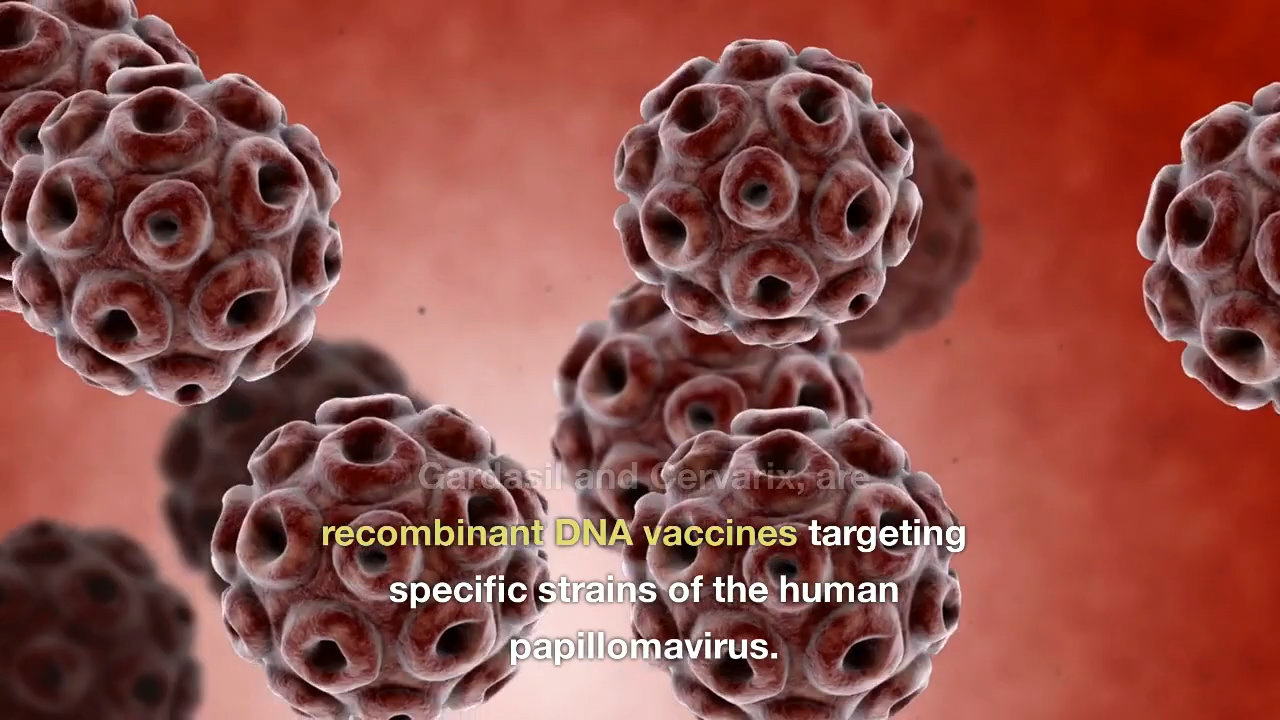 Gardasil and Cervarix, are
recombinant DNA vaccines targeting
specific strains of the human
papillomavirus.